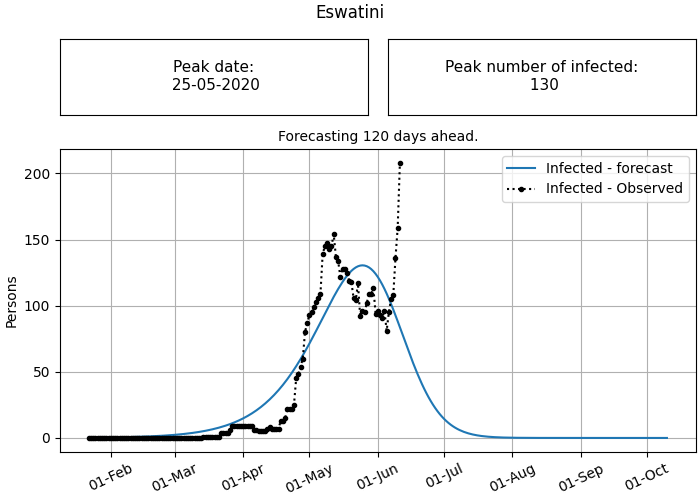 Eswatini
Peak date:
25-05-2020
Peak number of infected:
130
Forecasting 120 days ahead.
Infected - forecast
Infected - Observed
Persons
200
150
100
50
0
01-Feb
01-Mar
01-Apr
01-May
01-Jun
01-Jul
01-Aug
01-Sep
01-Oct